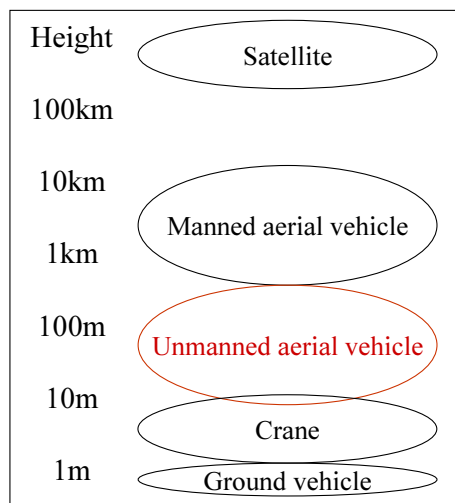 Height
Satellite
100km
10km
Manned aerial vehicle
1km
100m
Unmanned aerial vehicle
10m
Crane
1m
Ground vehicle